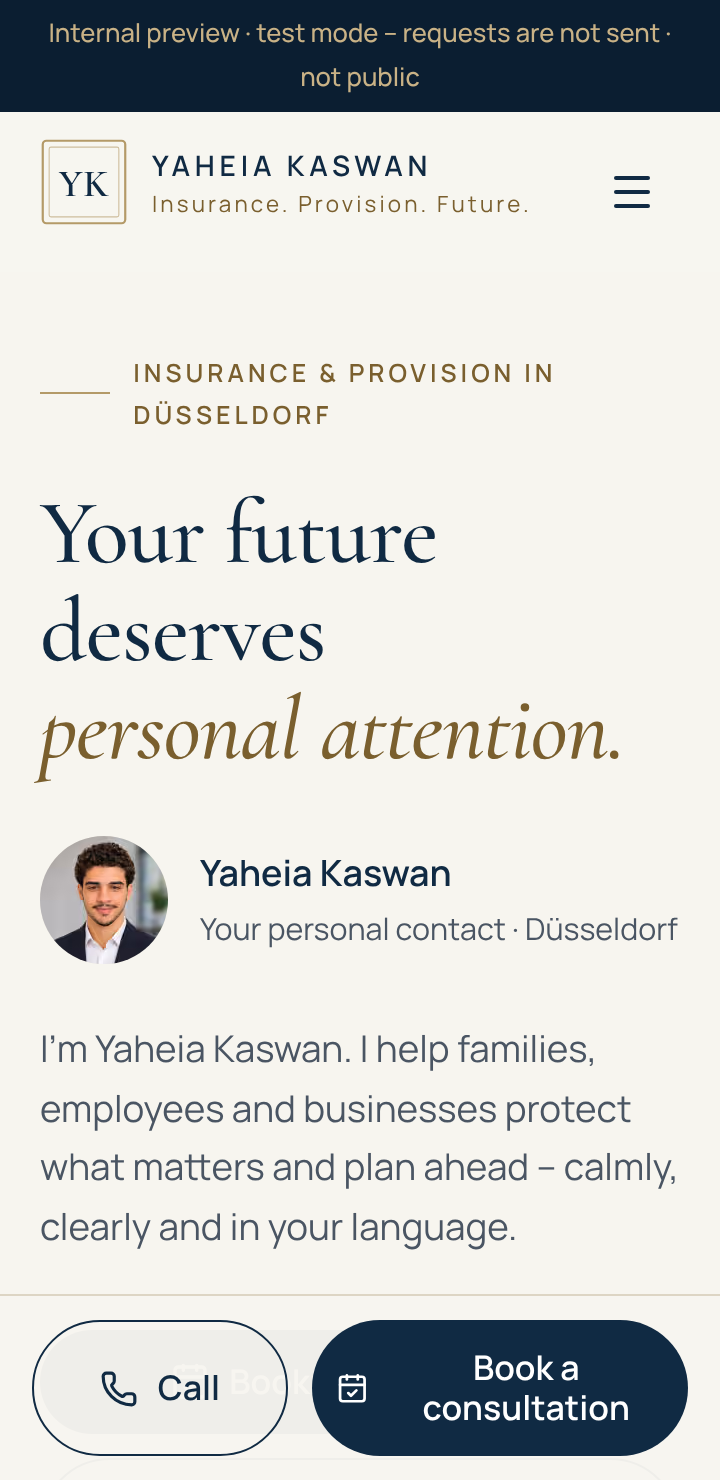 Internal preview · test mode – requests are not sent ·
not public
YK
YAHEIA KASWAN
Insurance. Provision. Future.
INSURANCE & PROVISION IN
DÜSSELDORF
Your future
deserves
personal attention.
Yaheia Kaswan
Your personal contact · Düsseldorf
I’m Yaheia Kaswan. I help families,
employees and businesses protect
what matters and plan ahead – calmly,
clearly and in your language.
Call
Book a
consultation